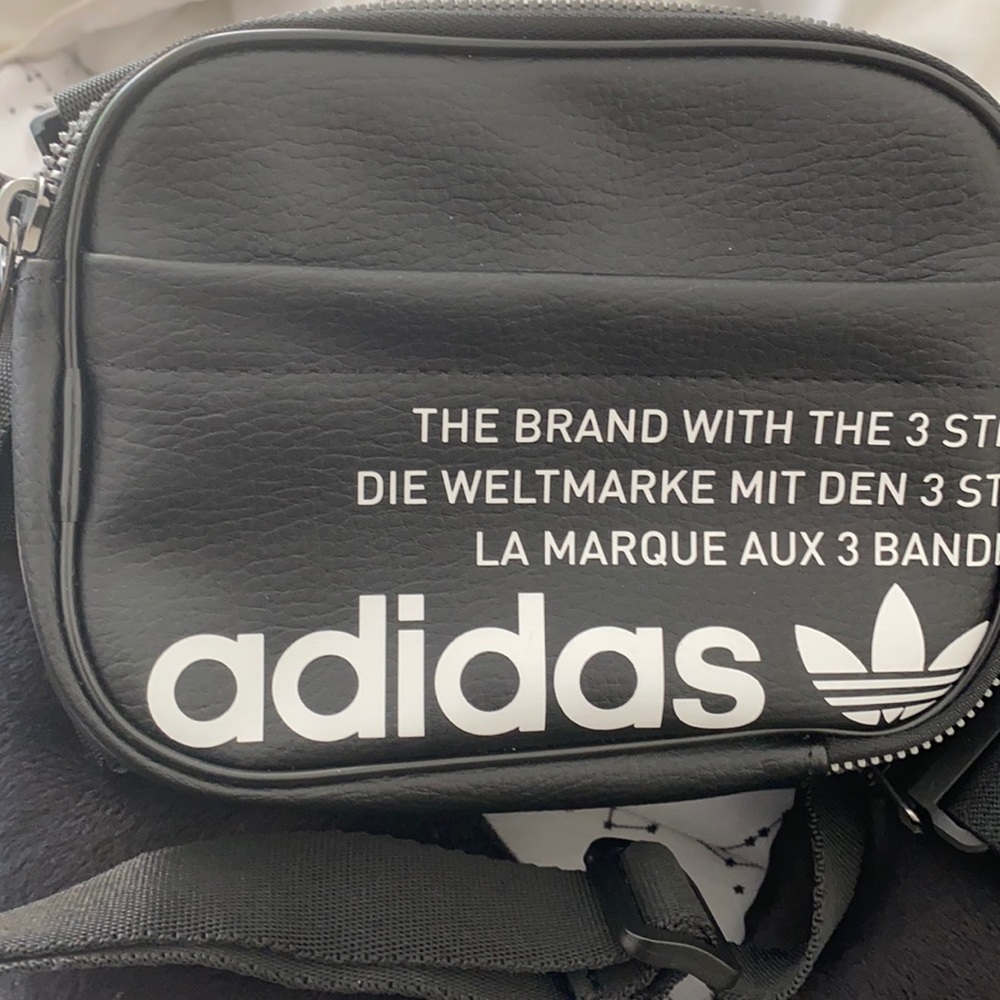 THE BRAND WITH THE 3
DIE WELTMARKE MIT DEN 3
LA MARQUE AUX 3
adidas